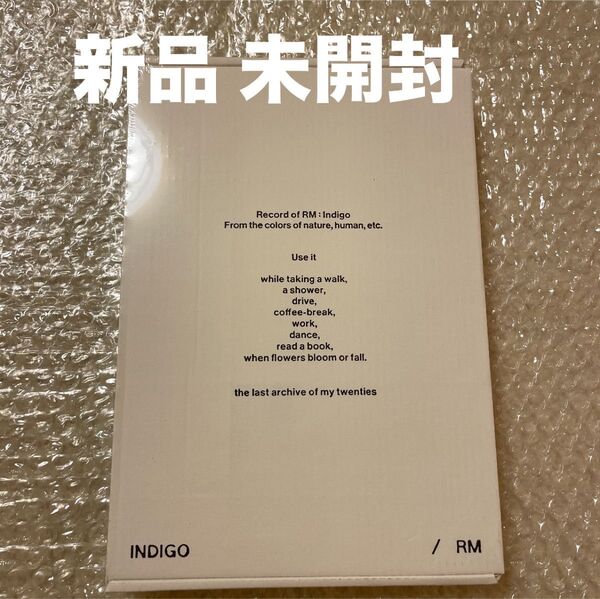 新品 未開封
Record of RM : Indigo
From the colors of nature, human, etc.
Use it
while taking a walk,
a shower,
drive,
coffee-break,
work,
dance,
read a book,
when flowers bloom or fall.
the last archive of my twenties
INDIGO / RM